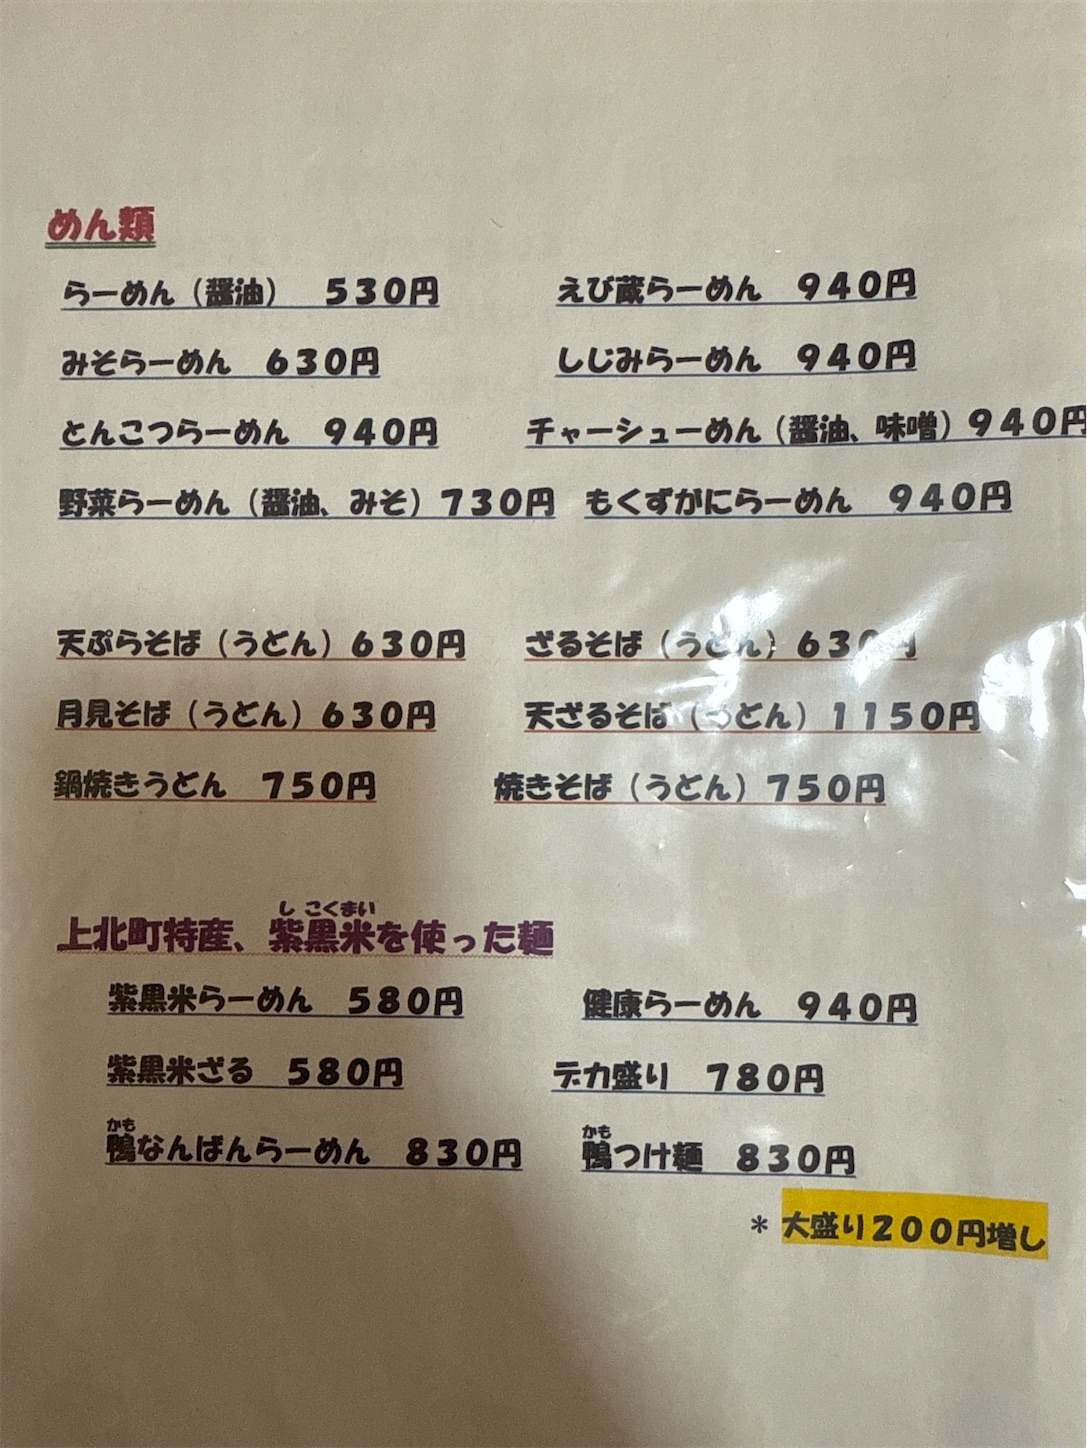 めん類
らーめん（醤油）　５３０円　えび蔵らーめん　９４０円
みそらーめん　６３０円　しじみらーめん　９４０円
とんこつらーめん　９４０円　チャーシューめん（醤油、味噌）９４０円
野菜らーめん（醤油、みそ）７３０円　もくずがにらーめん　９４０円
天ぷらそば（うどん）６３０円　ざるそば（うどん）６３０円
月見そば（うどん）６３０円　天ざるそば（うどん）１１５０円
鍋焼きうどん　７５０円　焼きそば（うどん）７５０円
しこくまい
上北町特産、紫黒米を使った麺
紫黒米らーめん　５８０円　健康らーめん　９４０円
紫黒米ざる　５８０円　デカ盛り　７８０円
かも　かも
鴨なんばんらーめん　８３０円　鴨つけ麺　８３０円
＊大盛り２００円増し